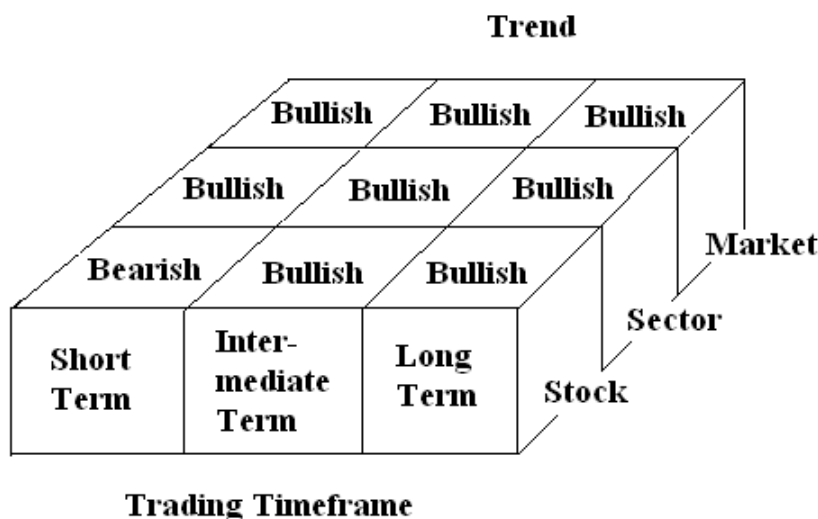 Trend
Bullish Bullish Bullish
Bullish Bullish Bullish
Bearish Bullish Bullish
Market
Sector
Stock
Short
Term
Inter-
mediate
Term
Long
Term
Trading Timeframe